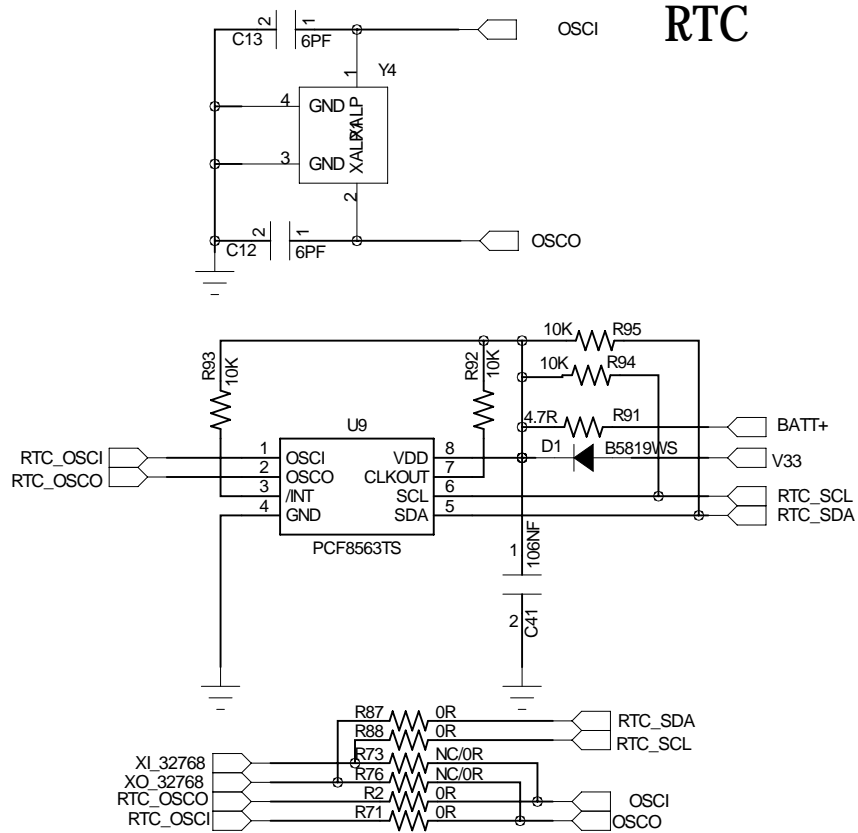 RTC
2 1 OSCI
C13 6PF
1 Y4
4 GND XALP
3 GND XALP1
2
2 1 OSCO
C12 6PF
10K R95
R93 10K R92 10K
10K R94
4.7R R91 BATT+
U9
D1 B5819WS V33
RTC_OSCI 1 OSCI VDD 8
RTC_OSCO 2 OSCO CLKOUT 7
3 /INT SCL 6 RTC_SCL
4 GND SDA 5 RTC_SDA
PCF8563TS
1 106NF
2 C41
R87 0R RTC_SDA
R88 0R RTC_SCL
XI_32768 R73 NC/0R
XO_32768 R76 NC/0R
RTC_OSCO R2 0R OSCI
RTC_OSCI R71 0R OSCO